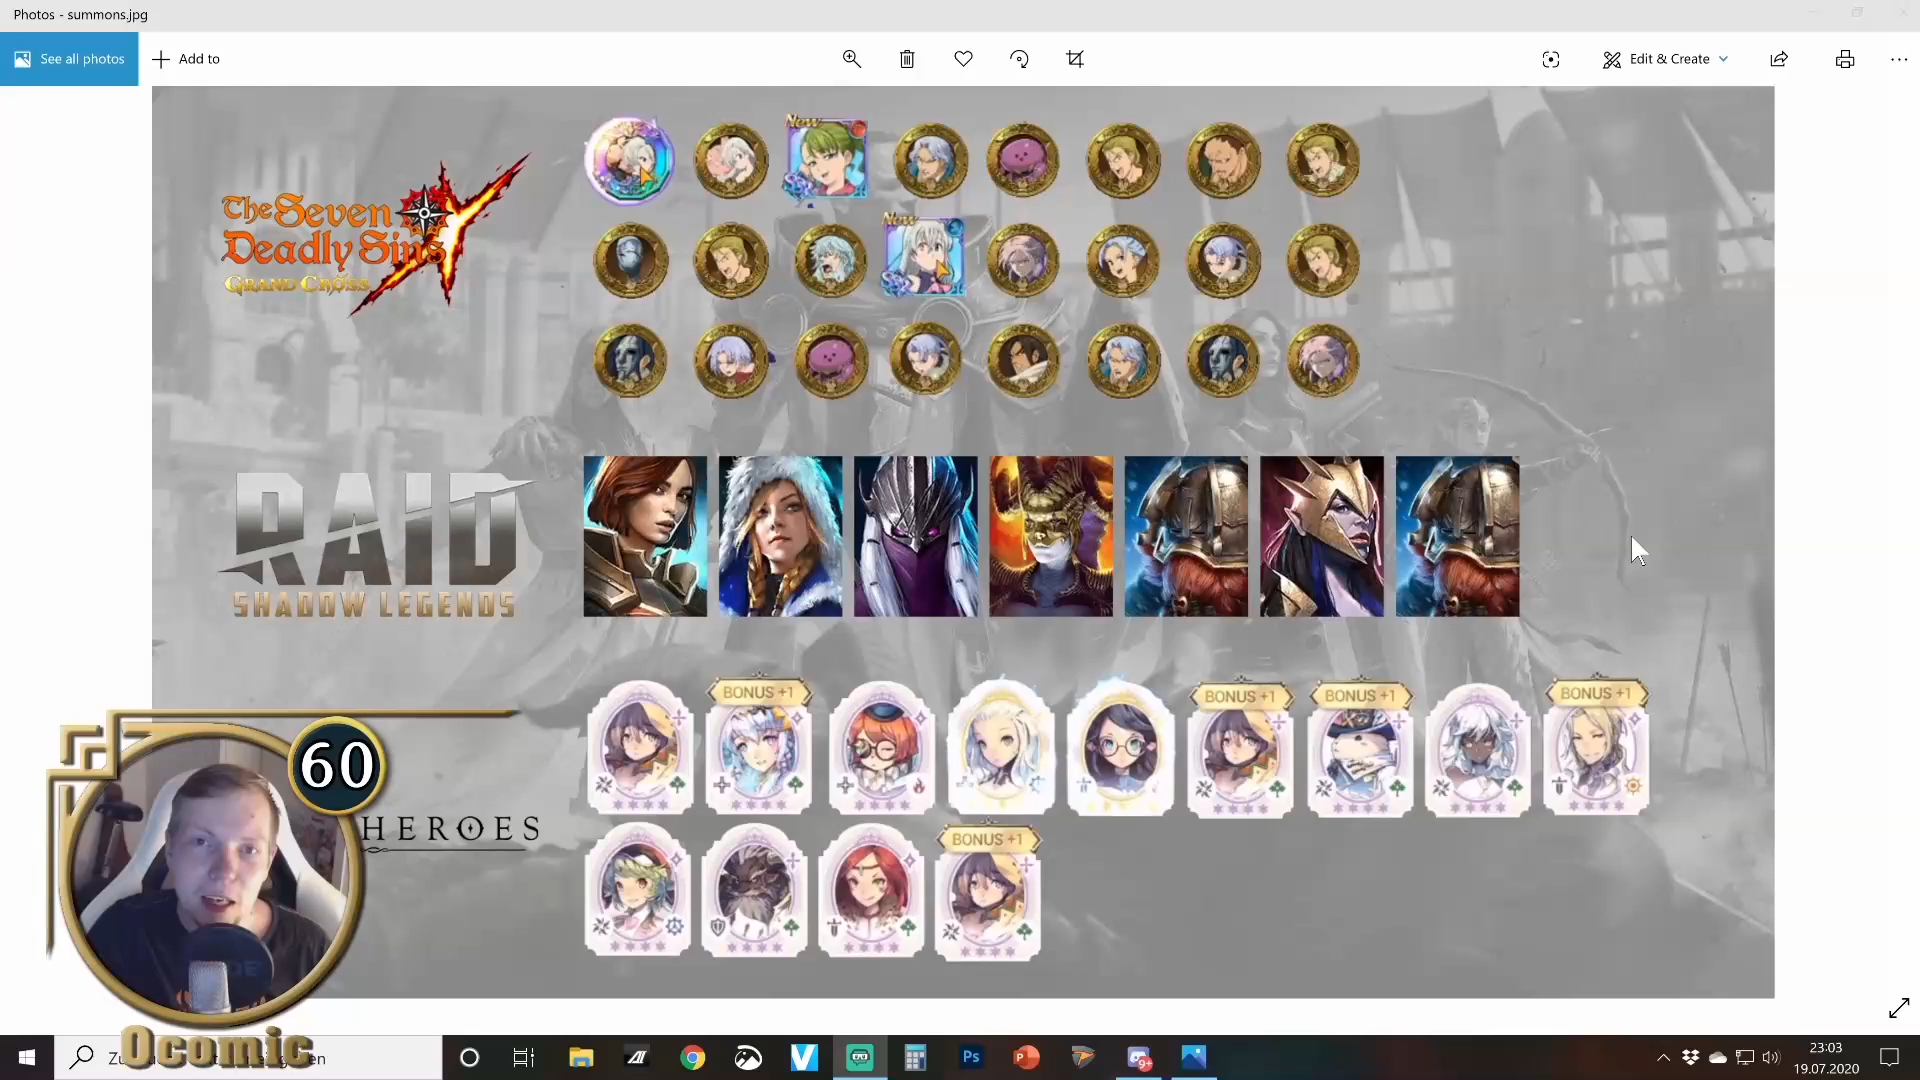 Photos - summons.jpg
See all photos
Add to
Edit & Create
New
The Seven
Deadly Sins
GRAND CROSS
New
RAID
SHADOW LEGENDS
BONUS +1
BONUS +1
BONUS +1
BONUS +1
60
HEROES
BONUS +1
Ocomic
Ps
9+
23:03
19.07.2020